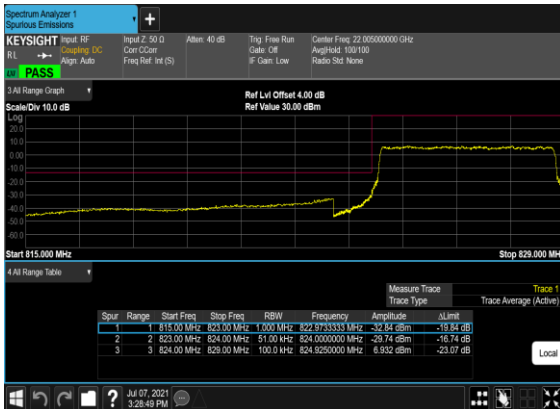 Spectrum Analyzer 1
Spurious Emissions
+
KEYSIGHT Input: RF Input Z: 50 Ω Atten: 40 dB Trig: Free Run Center Freq: 22.005000000 GHz
RL Coupling: DC Corr CCorr Gate: Off Avg|Hold: 100/100
Align: Auto Freq Ref: Int (S) IF Gain: Low Radio Std: None
PASS
3 All Range Graph Ref Lvl Offset 4.00 dB
Scale/Div 10.0 dB Ref Value 30.00 dBm
Log
20.0
10.0
0.00
-10.0
-20.0
-30.0
-40.0
-50.0
-60.0
Start 815.000 MHz Stop 829.000 MH
4 All Range Table
Measure Trace Trace 1
Trace Type Trace Average (Active)
Spur Range Start Freq Stop Freq RBW Frequency Amplitude ΔLimit
1 1 815.00 MHz 823.00 MHz 1.000 MHz 822.9733333 MHz -32.84 dBm -19.84 dB
2 2 823.00 MHz 824.00 MHz 51.00 kHz 824.0000000 MHz -29.74 dBm -16.74 dB
3 3 824.00 MHz 829.00 MHz 100.0 kHz 824.9250000 MHz 6.932 dBm -23.07 dB
Local
? Jul 07, 2021
3:28:49 PM